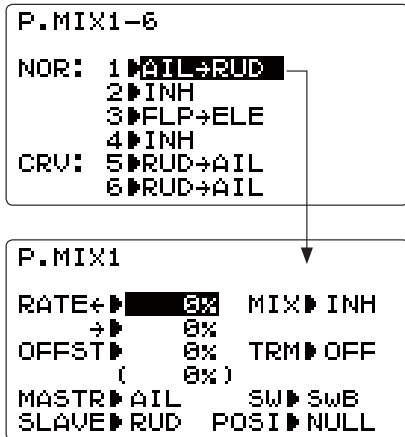 P.MIX1-6
NOR: 1▶AIL→RUD
2▶INH
3▶FLP→ELE
4▶INH
CRV: 5▶RUD→AIL
6▶RUD→AIL
P.MIX1
RATE←▶ 0% MIX▶INH
→▶ 0%
OFFST▶ 0% TRM▶OFF
( 0%)
MASTR▶AIL SW▶SwB
SLAVE▶RUD POSI▶NULL